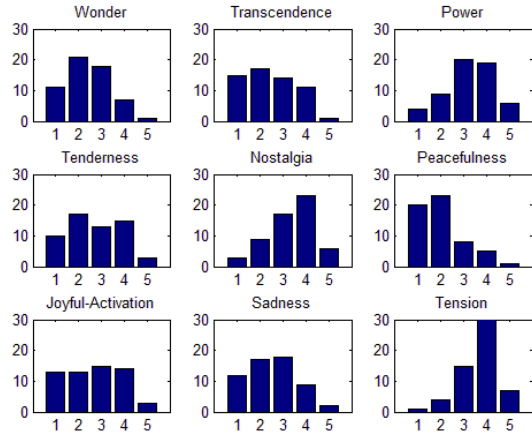 Wonder Transcendence Power
30 30 30
20 20 20
10 10 10
0 0 0
1 2 3 4 5 1 2 3 4 5 1 2 3 4 5
Tenderness Nostalgia Peacefulness
30 30 30
20 20 20
10 10 10
0 0 0
1 2 3 4 5 1 2 3 4 5 1 2 3 4 5
Joyful-Activation Sadness Tension
30 30 30
20 20 20
10 10 10
0 0 0
1 2 3 4 5 1 2 3 4 5 1 2 3 4 5